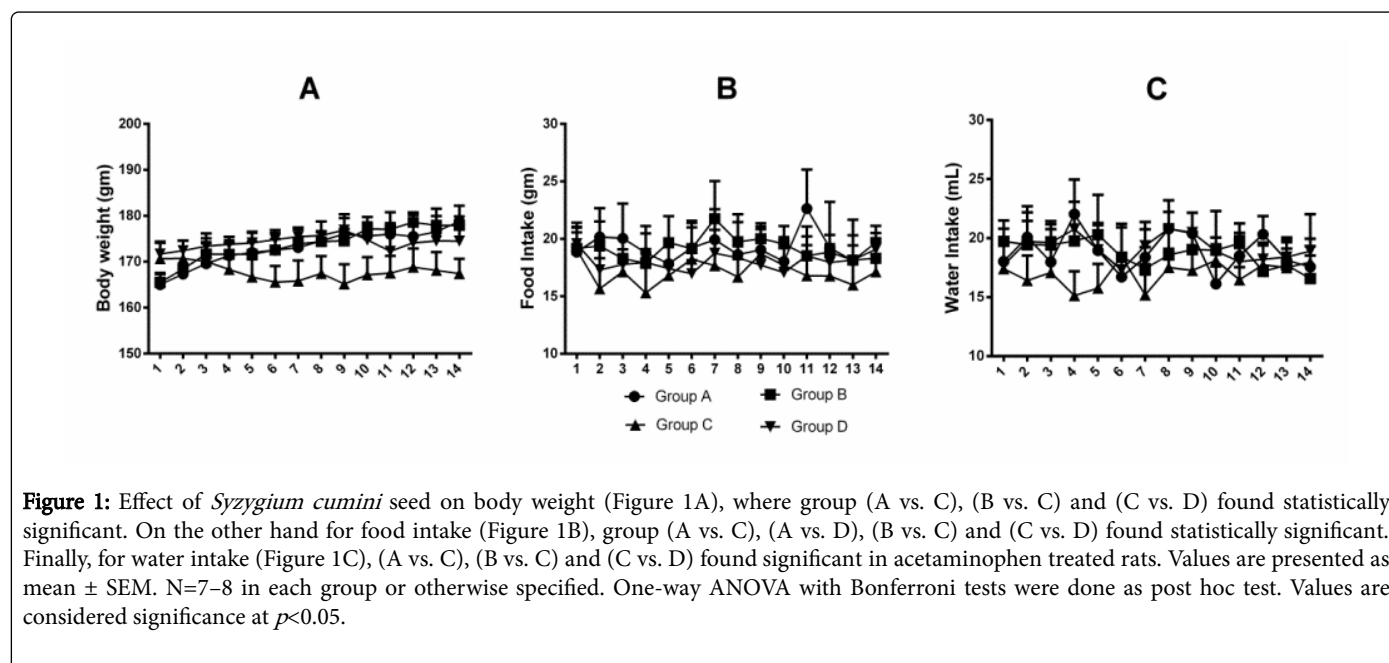 A
B
C
Body weight (gm)
200
190
180
170
160
150
1 2 3 4 5 6 7 8 9 10 11 12 13 14
Food Intake (gm)
30
25
20
15
10
1 2 3 4 5 6 7 8 9 10 11 12 13 14
Water Intake (mL)
30
25
20
15
10
1 2 3 4 5 6 7 8 9 10 11 12 13 14
Group A
Group B
Group C
Group D
Figure 1: Effect of Syzygium cumini seed on body weight (Figure 1A), where group (A vs. C), (B vs. C) and (C vs. D) found statistically
significant. On the other hand for food intake (Figure 1B), group (A vs. C), (A vs. D), (B vs. C) and (C vs. D) found statistically significant.
Finally, for water intake (Figure 1C), (A vs. C), (B vs. C) and (C vs. D) found significant in acetaminophen treated rats. Values are presented as
mean ± SEM. N=7–8 in each group or otherwise specified. One-way ANOVA with Bonferroni tests were done as post hoc test. Values are
considered significance at p<0.05.